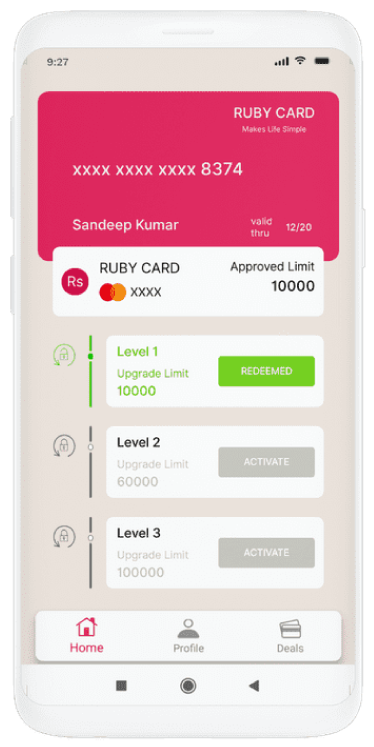 9:27
RUBY CARD
Makes Life Simple
xxxx xxxx xxxx 8374
Sandeep Kumar
valid thru 12/20
Rs
RUBY CARD
XXXX
Approved Limit
10000
Level 1
Upgrade Limit
10000
REDEEMED
Level 2
Upgrade Limit
60000
ACTIVATE
Level 3
Upgrade Limit
100000
ACTIVATE
Home
Profile
Deals